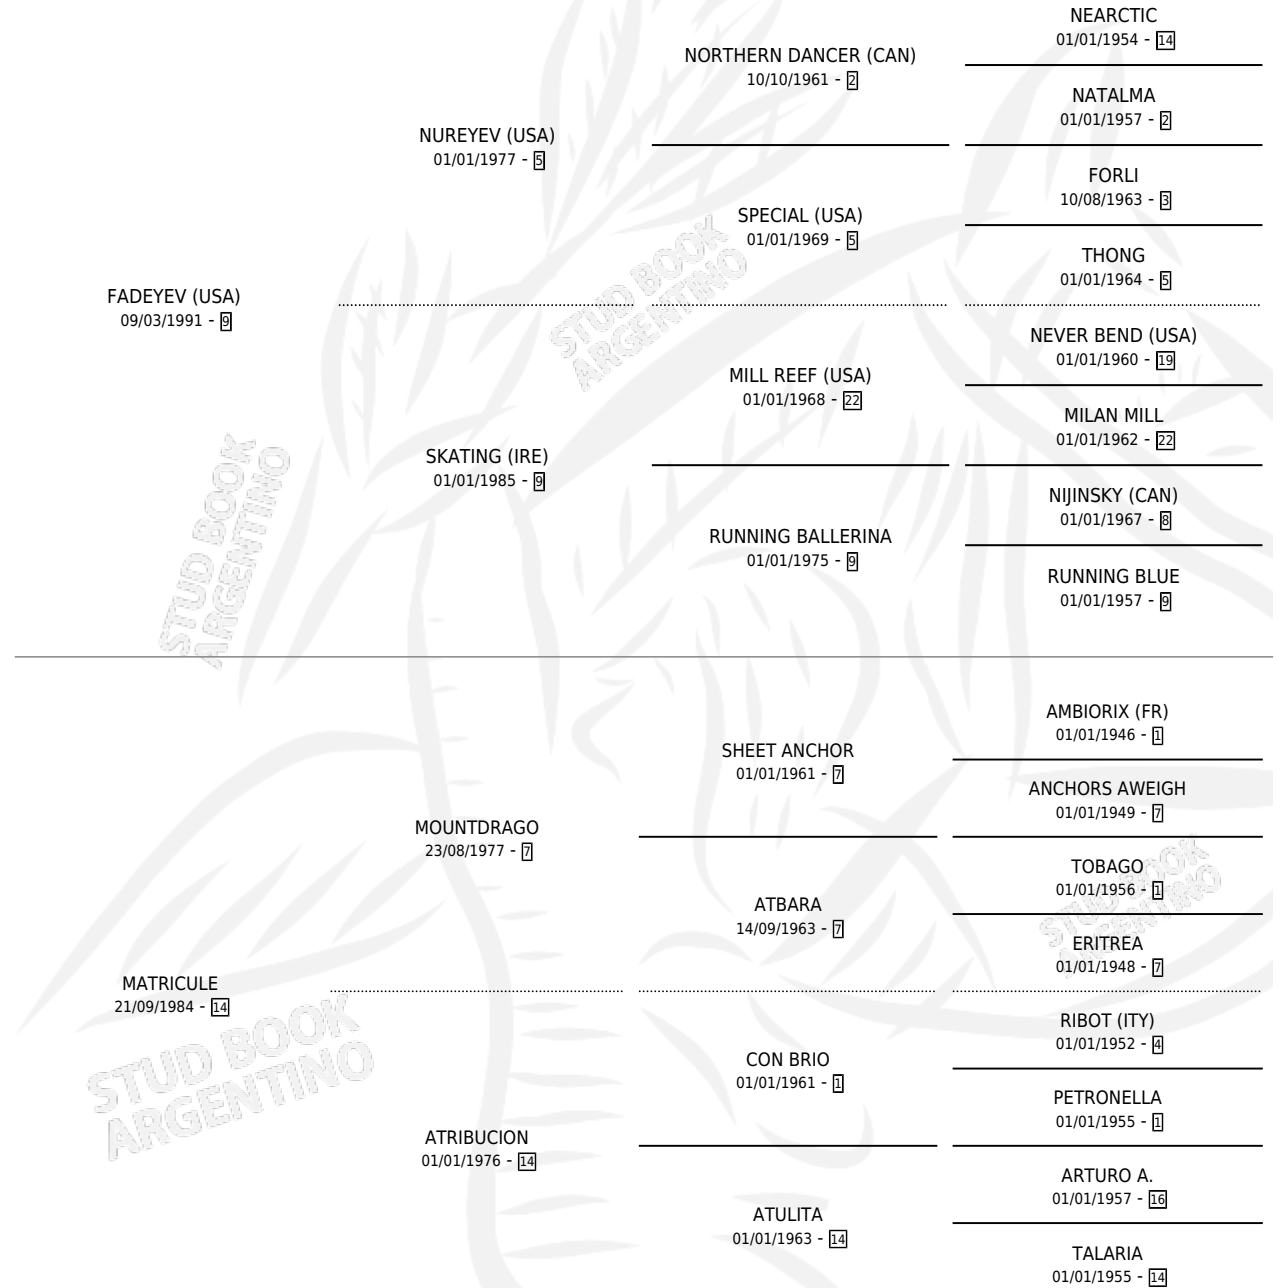 NEARCTIC
01/01/1954 - 14
NORTHERN DANCER (CAN)
10/10/1961 - 2
NATALMA
01/01/1957 - 2
NUREYEV (USA)
01/01/1977 - 5
FORLI
10/08/1963 - 3
SPECIAL (USA)
01/01/1969 - 5
THONG
01/01/1964 - 5
FADEYEV (USA)
09/03/1991 - 9
STUD BOOK
ARGENTINO
NEVER BEND (USA)
01/01/1960 - 19
MILL REEF (USA)
01/01/1968 - 22
MILAN MILL
01/01/1962 - 22
SKATING (IRE)
01/01/1985 - 9
NIJINSKY (CAN)
01/01/1967 - 8
RUNNING BALLERINA
01/01/1975 - 9
RUNNING BLUE
01/01/1957 - 9
STUD BOOK
ARGENTINO
AMBIORIX (FR)
01/01/1946 - 1
SHEET ANCHOR
01/01/1961 - 7
ANCHORS AWEIGH
01/01/1949 - 7
MOUNTDRAGO
23/08/1977 - 7
TOBAGO
01/01/1956 - 1
ATBARA
14/09/1963 - 7
ERITREA
01/01/1948 - 7
STUD BOOK
ARGENTINO
MATRICULE
21/09/1984 - 14
RIBOT (ITY)
01/01/1952 - 4
CON BRIO
01/01/1961 - 1
PETRONELLA
01/01/1955 - 1
STUD BOOK
ARGENTINO
ATRIBUCION
01/01/1976 - 14
ARTURO A.
01/01/1957 - 16
ATULITA
01/01/1963 - 14
TALARIA
01/01/1955 - 14